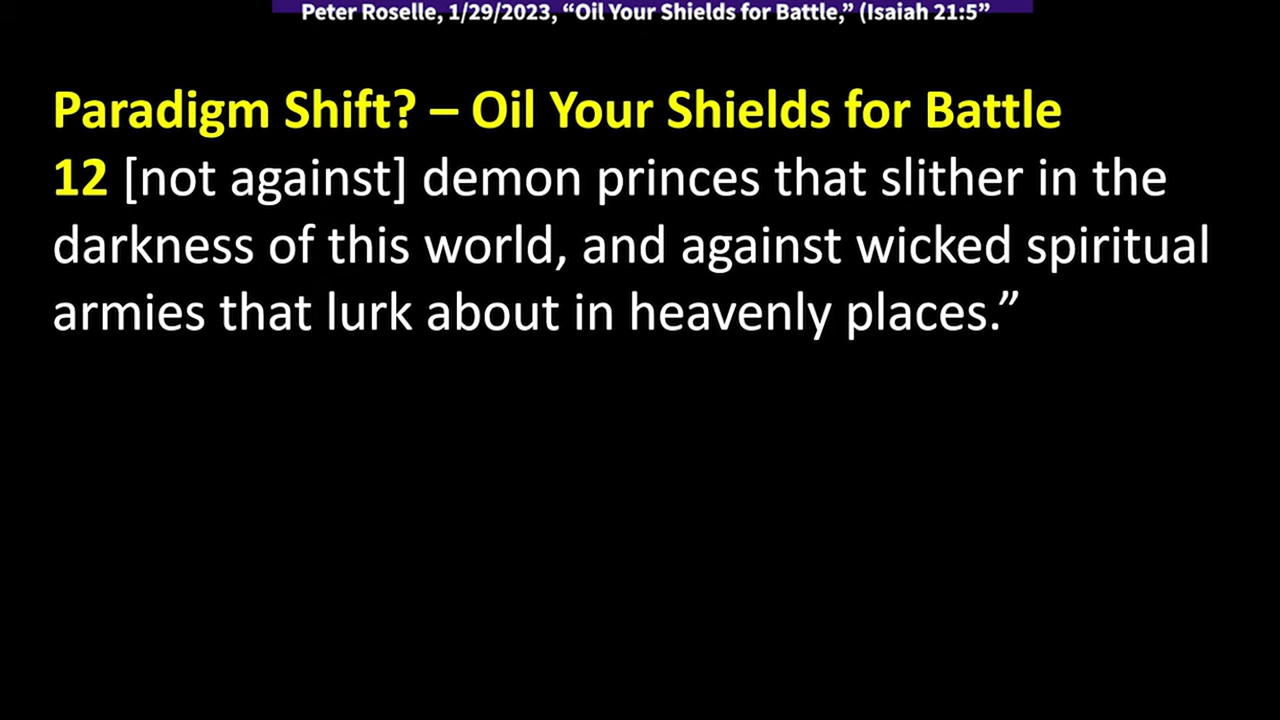 Peter Roselle, 1/29/2023, “Oil Your Shields for Battle,” (Isaiah 21:5”
Paradigm Shift? – Oil Your Shields for Battle
12 [not against] demon princes that slither in the
darkness of this world, and against wicked spiritual
armies that lurk about in heavenly places.”